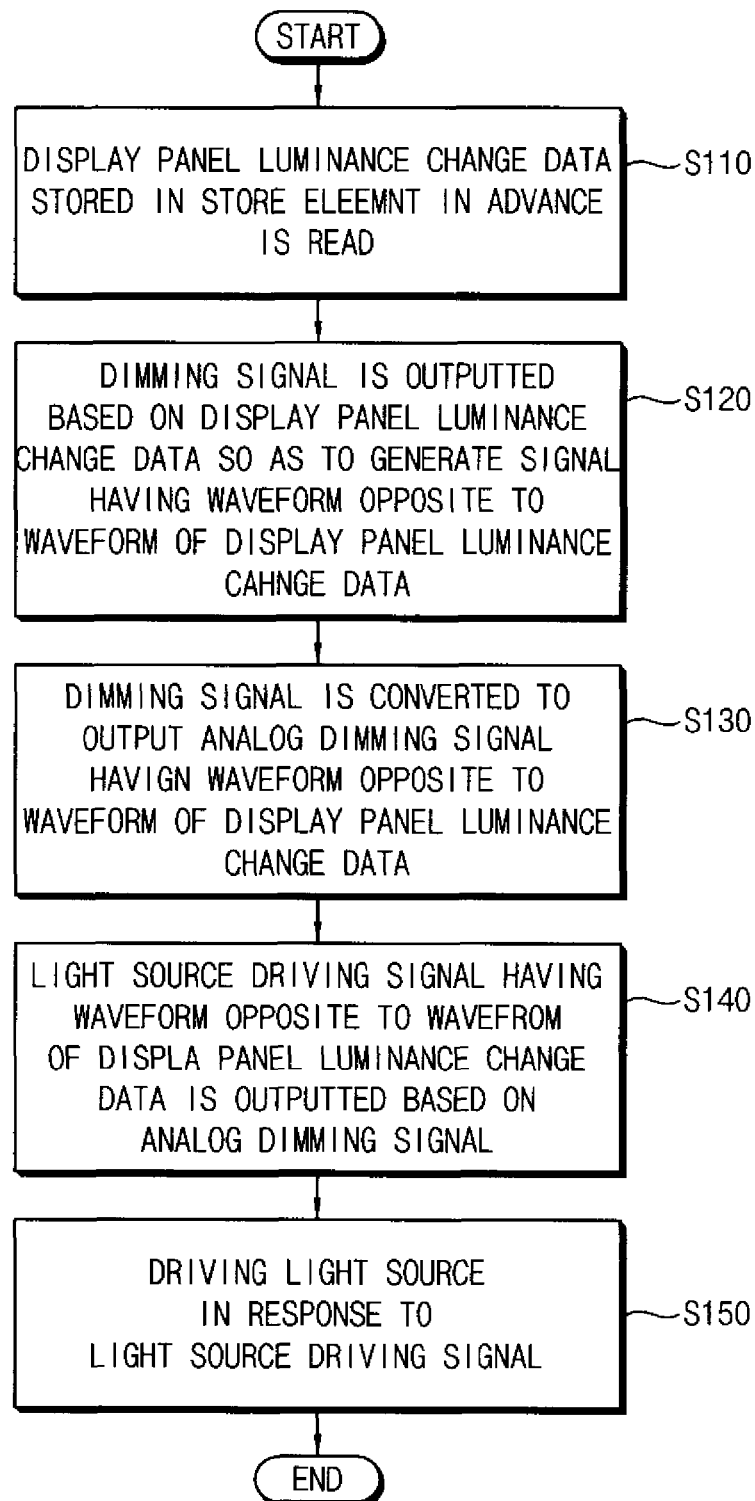 START
DISPLAY PANEL LUMINANCE CHANGE DATA
STORED IN STORE ELEEMNT IN ADVANCE
IS READ
S110
DIMMING SIGNAL IS OUTPUTTED
BASED ON DISPLAY PANEL LUMINANCE
CHANGE DATA SO AS TO GENERATE SIGNAL
HAVING WAVEFORM OPPOSITE TO
WAVEFORM OF DISPLAY PANEL LUMINANCE
CAHNGE DATA
S120
DIMMING SIGNAL IS CONVERTED TO
OUTPUT ANALOG DIMMING SIGNAL
HAVIGN WAVEFORM OPPOSITE TO
WAVEFORM OF DISPLAY PANEL LUMINANCE
CHANGE DATA
S130
LIGHT SOURCE DRIVING SIGNAL HAVING
WAVEFORM OPPOSITE TO WAVEFROM
OF DISPLA PANEL LUMINANCE CHANGE
DATA IS OUTPUTTED BASED ON
ANALOG DIMMING SIGNAL
S140
DRIVING LIGHT SOURCE
IN RESPONSE TO
LIGHT SOURCE DRIVING SIGNAL
S150
END